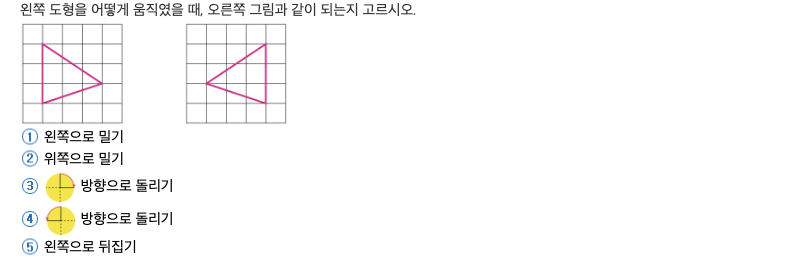 왼쪽 도형을 어떻게 움직였을 때, 오른쪽 그림과 같이 되는지 고르시오.
① 왼쪽으로 밀기
② 위쪽으로 밀기
③ 방향으로 돌리기
④ 방향으로 돌리기
⑤ 왼쪽으로 뒤집기